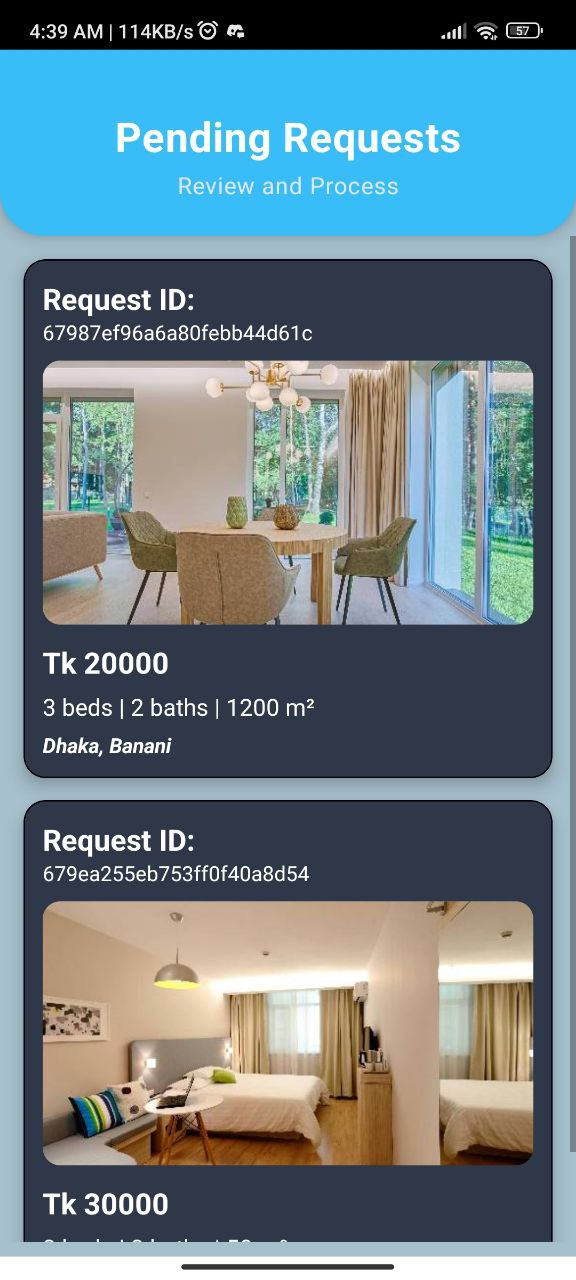 4:39 AM | 114KB/s
57
Pending Requests
Review and Process
Request ID:
67987ef96a6a80febb44d61c
Tk 20000
3 beds | 2 baths | 1200 m²
Dhaka, Banani
Request ID:
679ea255eb753ff0f40a8d54
Tk 30000